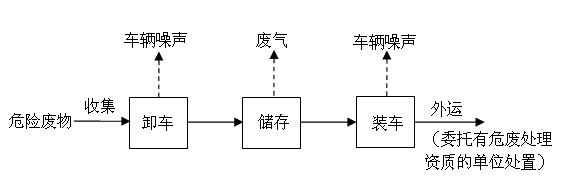 车辆噪声
废气
车辆噪声
危险废物
收集
卸车
储存
装车
外运
（委托有危废处理
资质的单位处置）